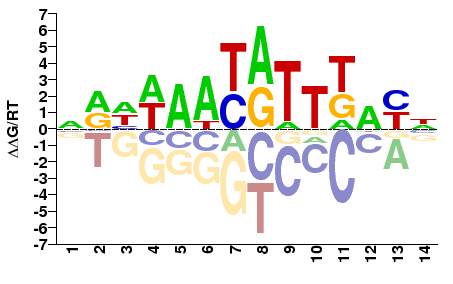 7
6
5
4
3
2
1
0
-1
-2
-3
-4
-5
-6
-7
ΔΔG/RT
A
A G T
A T G
A T C G
A C G
A T C G
T C A G
A G C T
T A G C
T A C
T G A C
A C
C T A
T A G
1 2 3 4 5 6 7 8 9 10 11 12 13 14